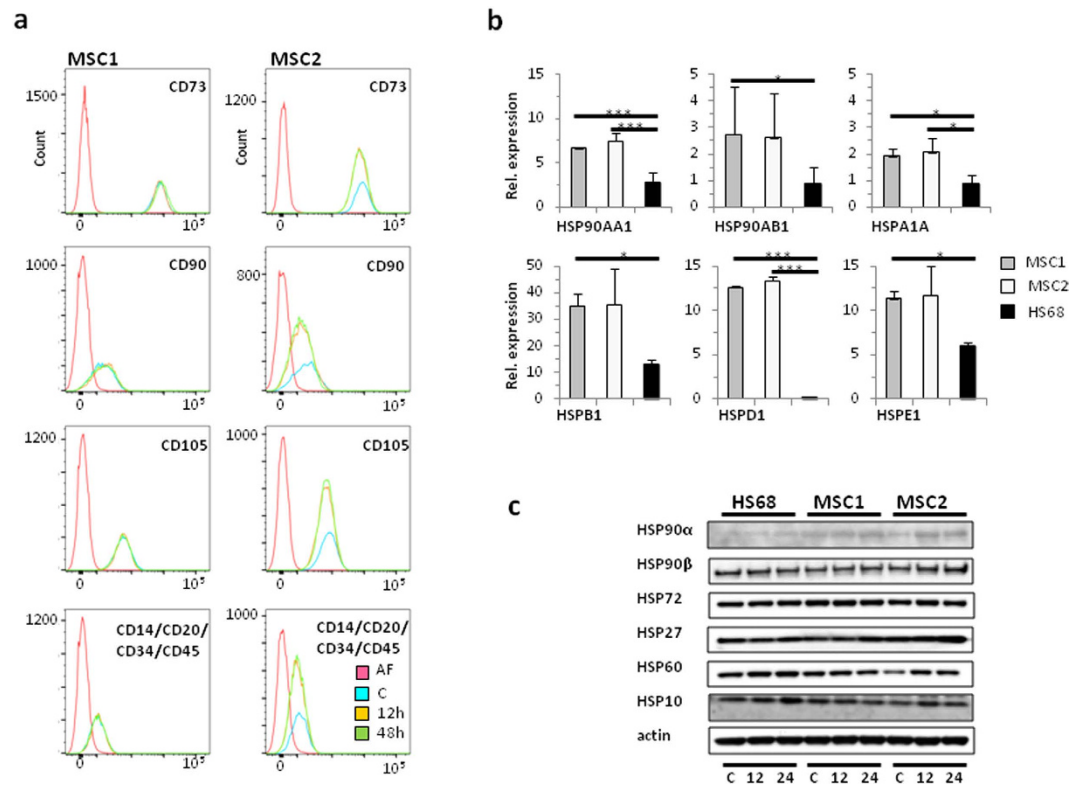 a
MSC1
MSC2
CD73
1500
Count
0
10⁵
CD73
1200
Count
0
10⁵
CD90
1000
0
10⁵
CD90
800
0
10⁵
CD105
1200
0
10⁵
CD105
1000
0
10⁵
CD14/CD20/
CD34/CD45
1200
0
10⁵
CD14/CD20/
CD34/CD45
1000
AF
C
12h
48h
0
10⁵
b
Rel. expression
15
10
5
0
***
***
HSP90AA1
5
4
3
2
1
0
*
HSP90AB1
5
4
3
2
1
0
*
*
HSPA1A
Rel. expression
50
40
30
20
10
0
*
HSPB1
15
10
5
0
***
***
HSPD1
15
10
5
0
*
HSPE1
MSC1
MSC2
HS68
c
HS68 MSC1 MSC2
HSP90α
HSP90β
HSP72
HSP27
HSP60
HSP10
actin
C 12 24 C 12 24 C 12 24